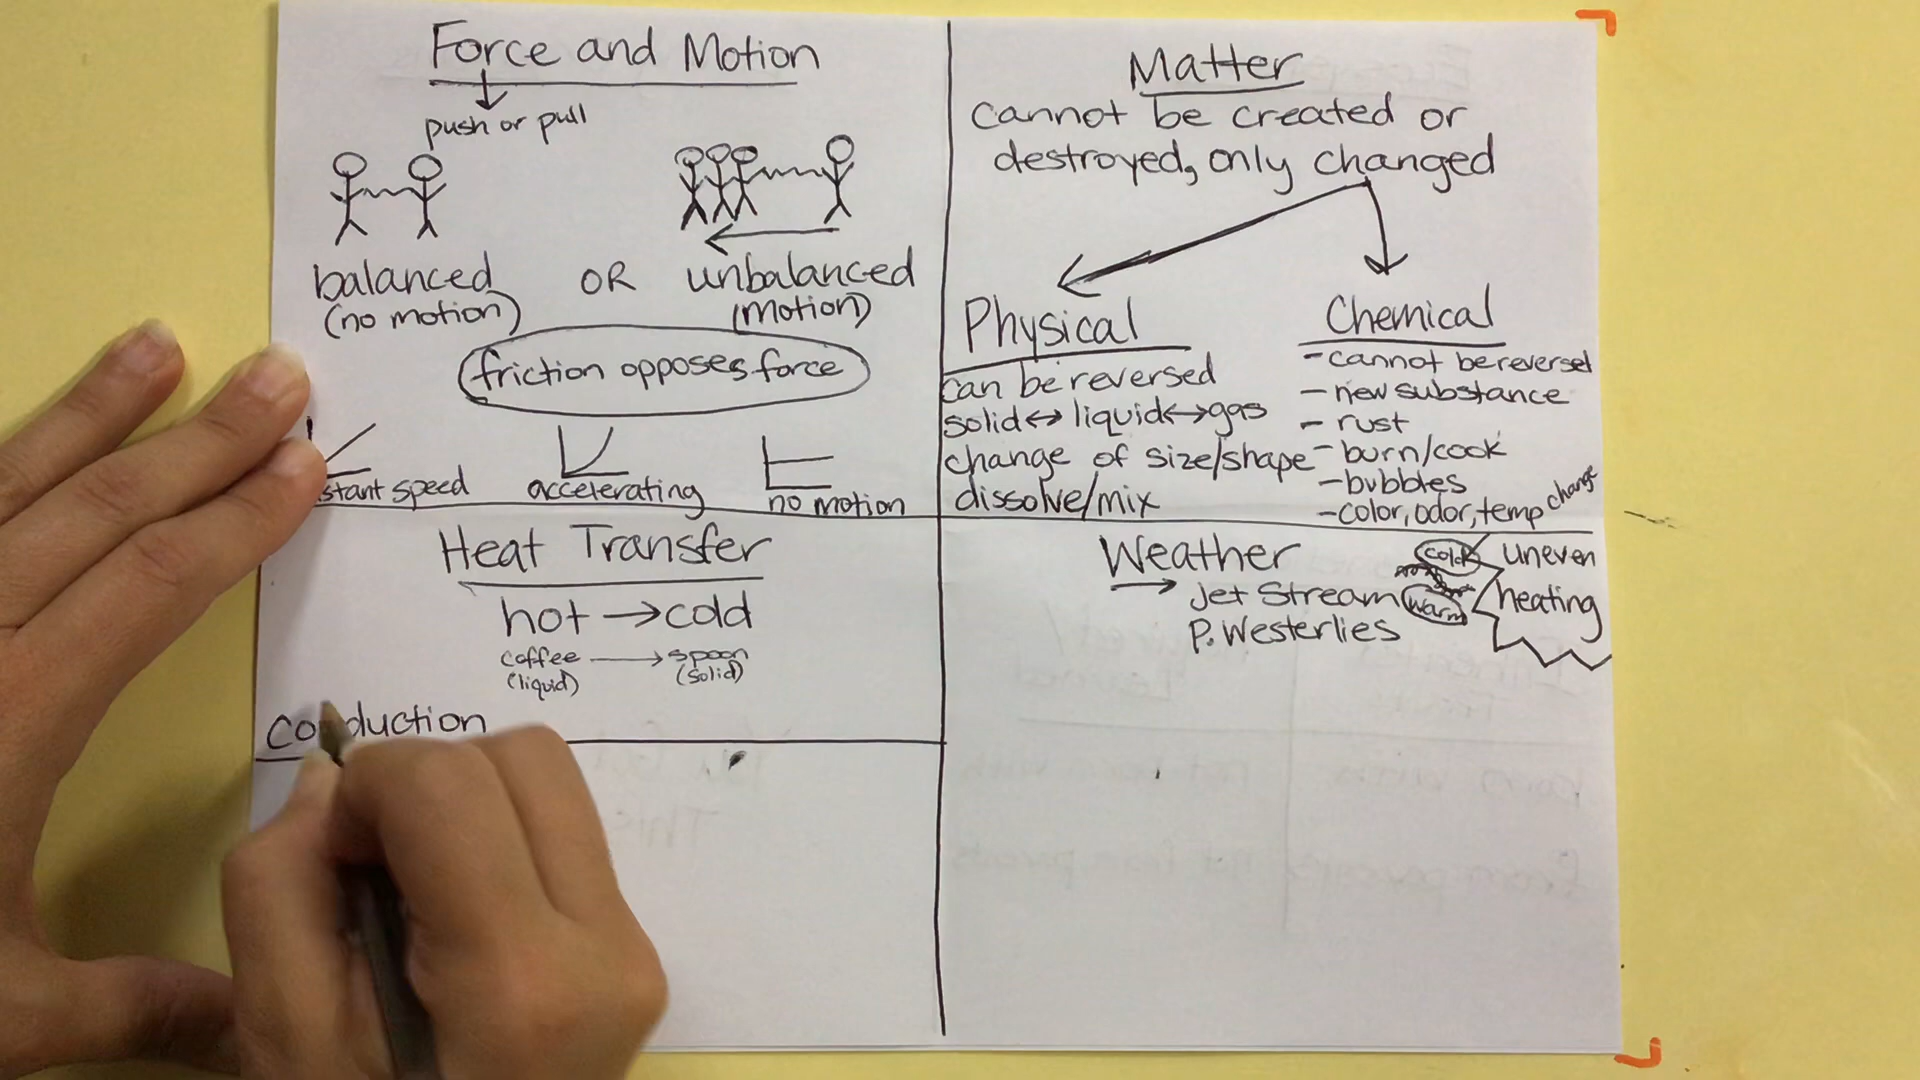 Force and Motion
push or pull
balanced OR unbalanced
(no motion) (motion)
friction opposes force
stant speed accelerating no motion
Matter
cannot be created or
destroyed, only changed
Physical
can be reversed
solid ↔ liquid ↔ gas
change of size/shape
dissolve/mix
Chemical
- cannot be reversed
- new substance
- rust
- burn/cook
- bubbles
- color, odor, temp change
Heat Transfer
hot → cold
coffee → spoon
(liquid) (solid)
conduction
Weather
→ Jet Stream
P. Westerlies
cold
warm
uneven
heating